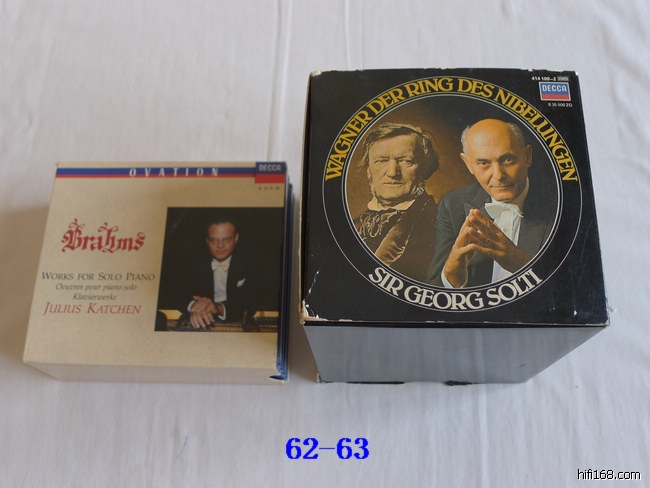 OVATION
DECCA
Brahms
WORKS FOR SOLO PIANO
Oeuvres pour piano solo
Klavierwerke
JULIUS KATCHEN
414 100-2
DECCA
WAGNER DER RING DES NIBELUNGEN
SIR GEORG SOLTI
62-63
hifi168.com